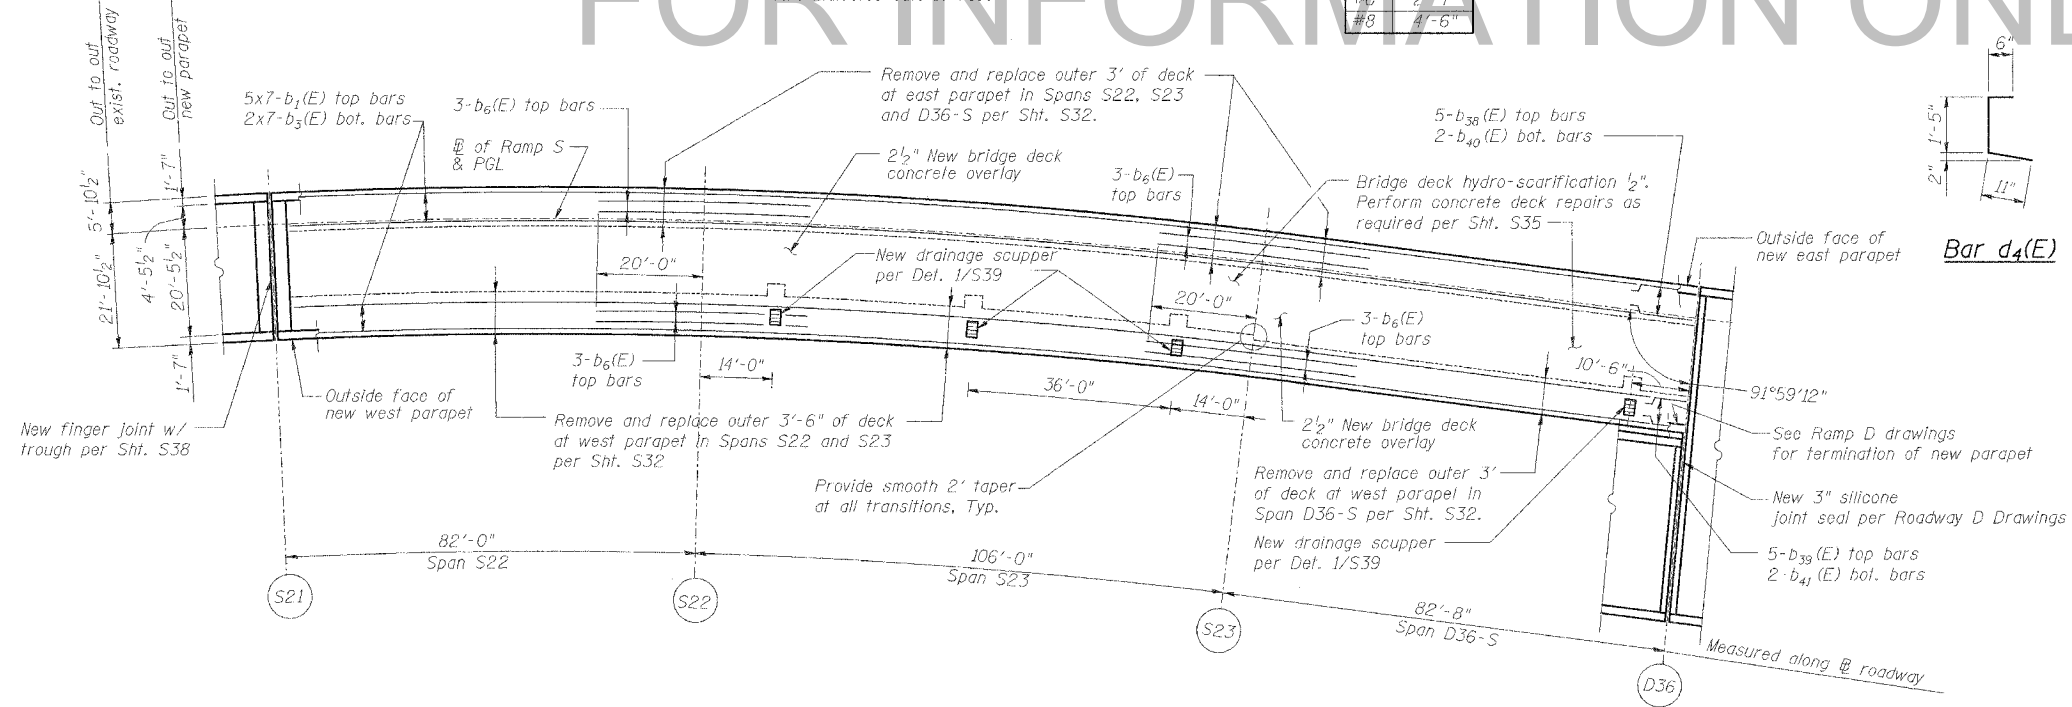 FOR INFORMATION ONL
#8 4'-6"
6"
1'-5"
2"
11"
Bar d4(E)
Out to out
exist. roadway
Out to out
new parapet
5'-10½"
21'-10½"
1'-7"
4'-5½"
20'-5½"
1'-7"
5x7-b1(E) top bars
2x7-b3(E) bot. bars
3-b6(E) top bars
℄ of Ramp S
& PGL
Remove and replace outer 3' of deck
at east parapet in Spans S22, S23
and D36-S per Sht. S32.
2½" New bridge deck
concrete overlay
3-b6(E)
top bars
5-b38(E) top bars
2-b40(E) bot. bars
Bridge deck hydro-scarification ½".
Perform concrete deck repairs as
required per Sht. S35
Outside face of
new east parapet
20'-0"
New drainage scupper
per Det. 1/S39
20'-0"
3-b6(E)
top bars
3-b6(E)
top bars
14'-0"
36'-0"
14'-0"
10'-6"
91°59'12"
Outside face of
new west parapet
New finger joint w/
trough per Sht. S38
Remove and replace outer 3'-6" of deck
at west parapet in Spans S22 and S23
per Sht. S32
2½" New bridge deck
concrete overlay
Provide smooth 2' taper
at all transitions, Typ.
Remove and replace outer 3'
of deck at west parapet in
Span D36-S per Sht. S32.
New drainage scupper
per Det. 1/S39
See Ramp D drawings
for termination of new parapet
New 3" silicone
joint seal per Roadway D Drawings
5-b39(E) top bars
2-b41(E) bot. bars
82'-0"
Span S22
106'-0"
Span S23
82'-8"
Span D36-S
S21
S22
S23
D36
Measured along ℄ roadway